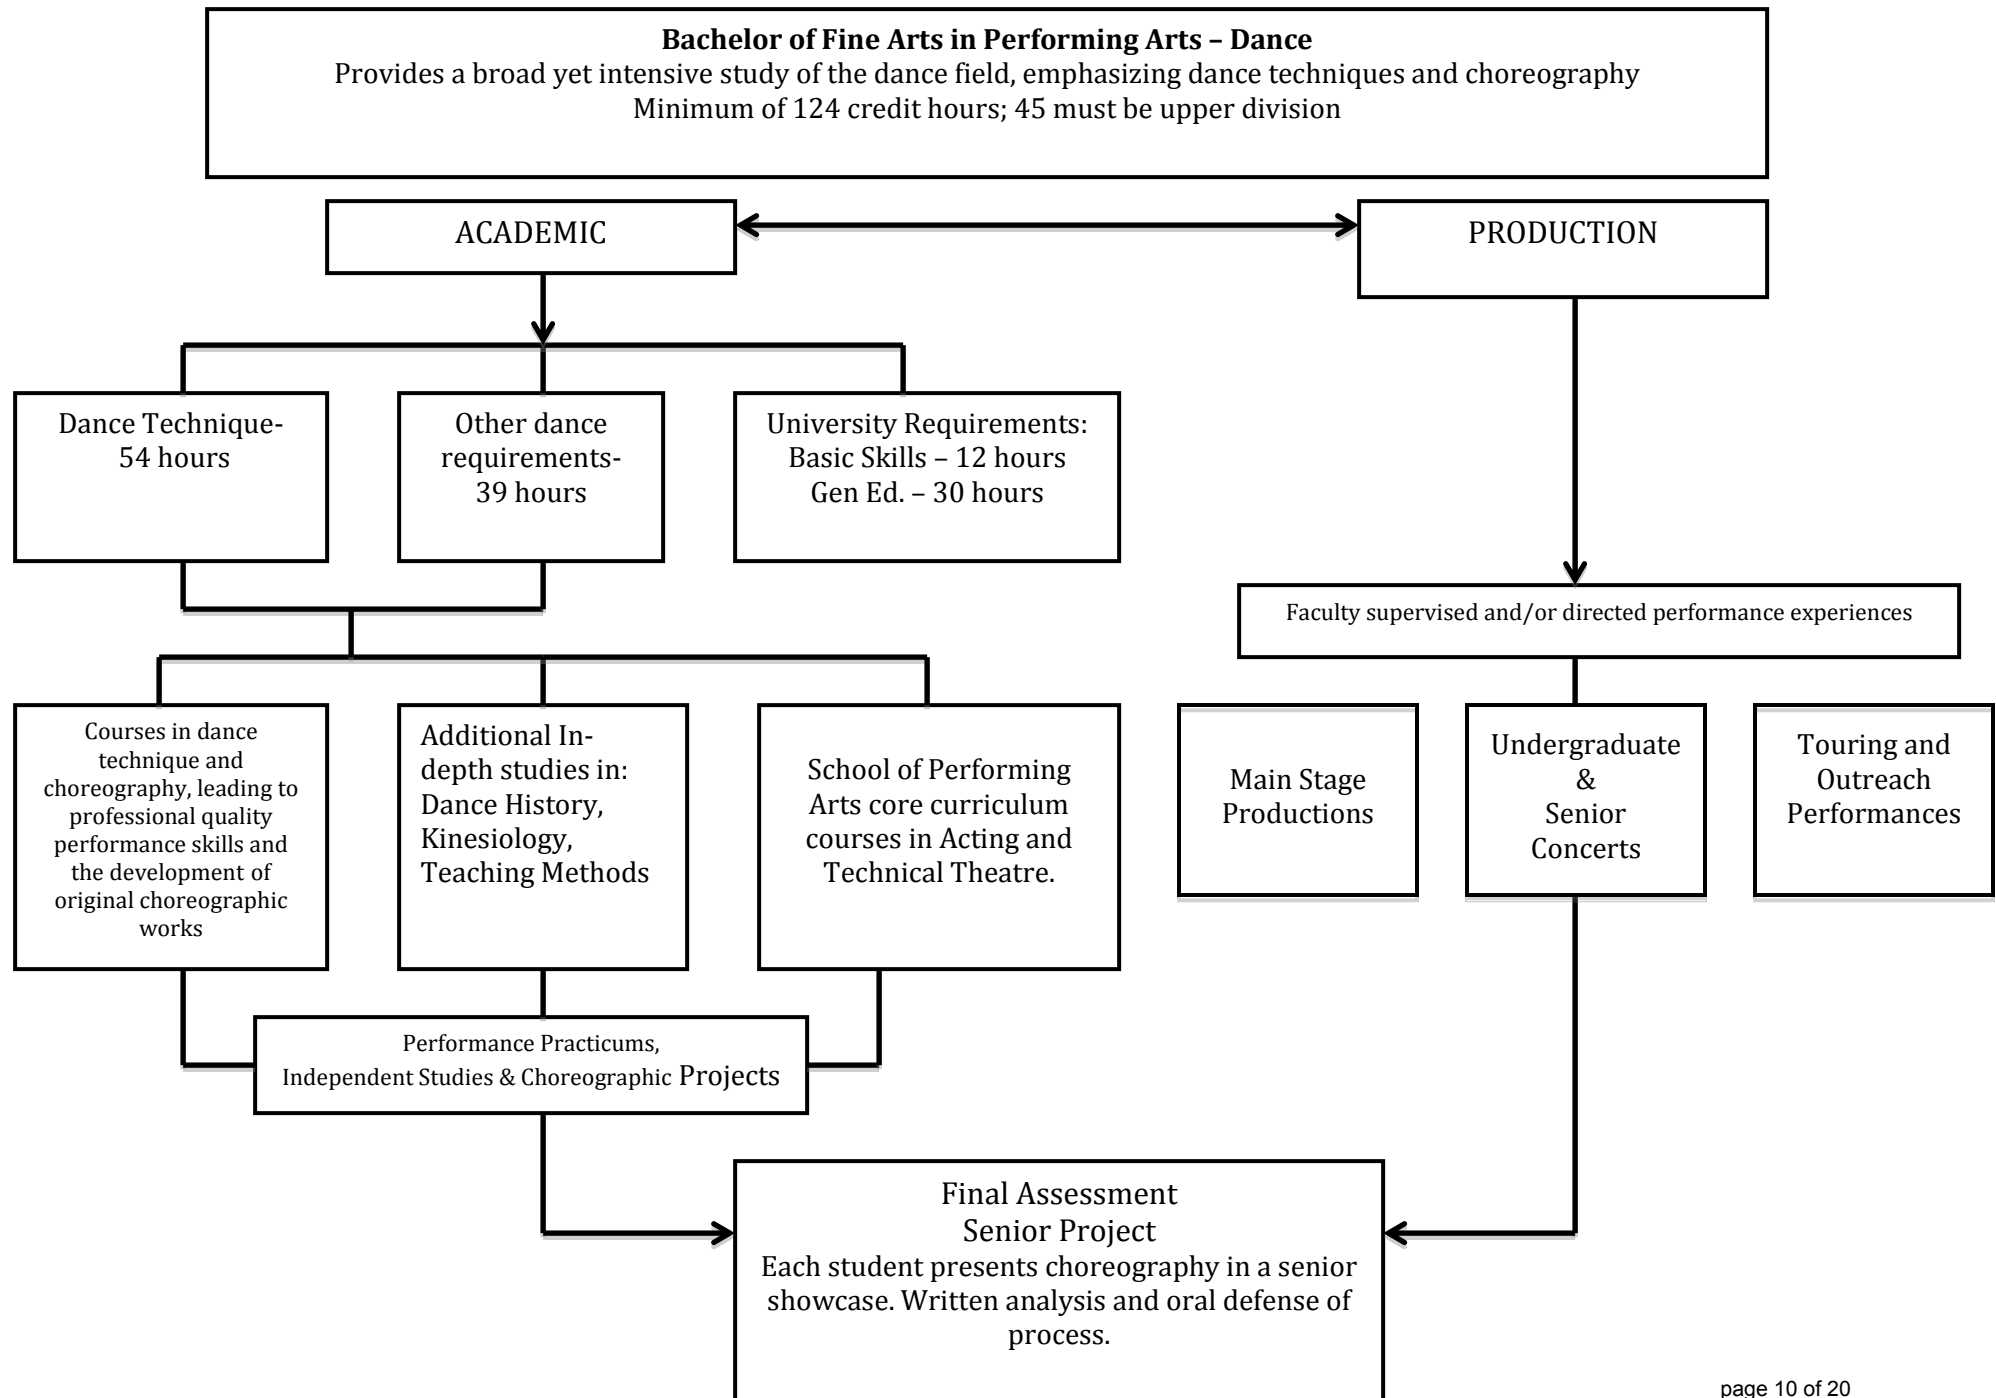 Bachelor of Fine Arts in Performing Arts – Dance
Provides a broad yet intensive study of the dance field, emphasizing dance techniques and choreography
Minimum of 124 credit hours; 45 must be upper division
ACADEMIC
PRODUCTION
Dance Technique-
54 hours
Other dance
requirements-
39 hours
University Requirements:
Basic Skills – 12 hours
Gen Ed. – 30 hours
Faculty supervised and/or directed performance experiences
Courses in dance
technique and
choreography, leading to
professional quality
performance skills and
the development of
original choreographic
works
Additional In-
depth studies in:
Dance History,
Kinesiology,
Teaching Methods
School of Performing
Arts core curriculum
courses in Acting and
Technical Theatre.
Main Stage
Productions
Undergraduate
&
Senior
Concerts
Touring and
Outreach
Performances
Performance Practicums,
Independent Studies & Choreographic Projects
Final Assessment
Senior Project
Each student presents choreography in a senior
showcase. Written analysis and oral defense of
process.
page 10 of 20